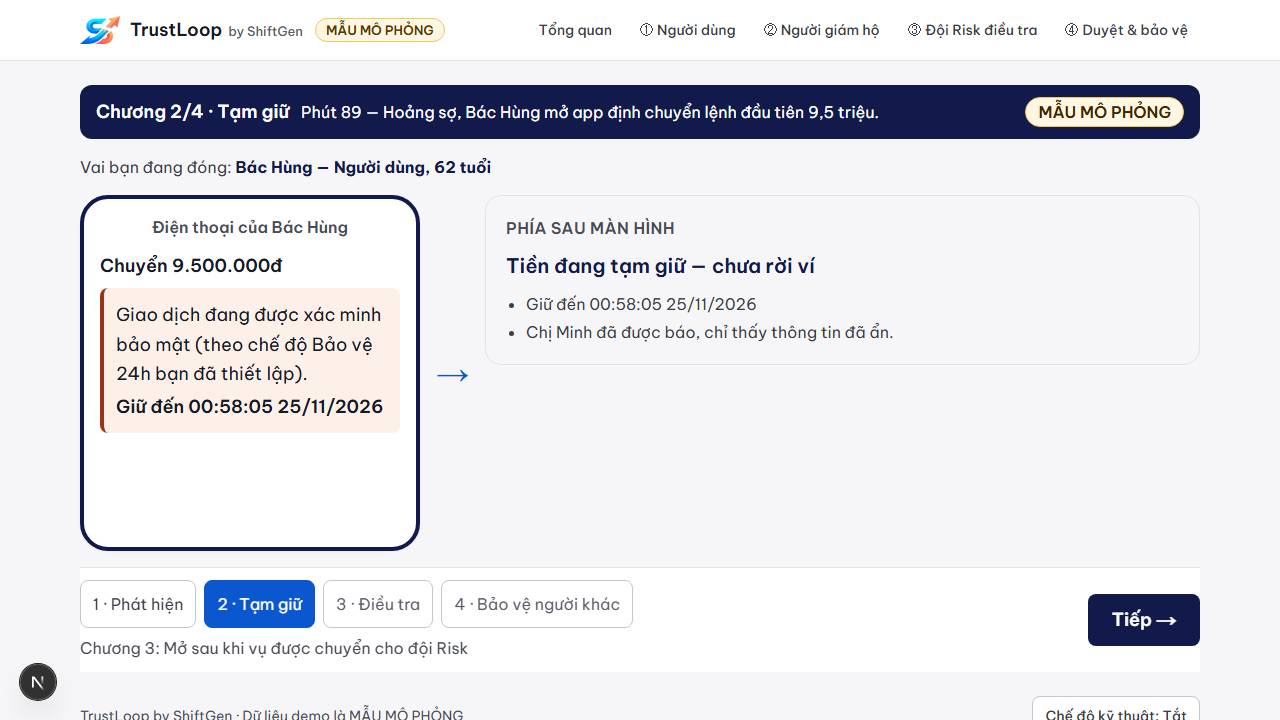 TrustLoop by ShiftGen MẪU MÔ PHỎNG Tổng quan ① Người dùng ② Người giám hộ ③ Đội Risk điều tra ④ Duyệt & bảo vệ
Chương 2/4 · Tạm giữ Phút 89 — Hoảng sợ, Bác Hùng mở app định chuyển lệnh đầu tiên 9,5 triệu. MẪU MÔ PHỎNG
Vai bạn đang đóng: Bác Hùng — Người dùng, 62 tuổi
Điện thoại của Bác Hùng
Chuyển 9.500.000đ
Giao dịch đang được xác minh
bảo mật (theo chế độ Bảo vệ
24h bạn đã thiết lập).
Giữ đến 00:58:05 25/11/2026
→
PHÍA SAU MÀN HÌNH
Tiền đang tạm giữ — chưa rời ví
• Giữ đến 00:58:05 25/11/2026
• Chị Minh đã được báo, chỉ thấy thông tin đã ẩn.
1 · Phát hiện 2 · Tạm giữ 3 · Điều tra 4 · Bảo vệ người khác
Tiếp →
Chương 3: Mở sau khi vụ được chuyển cho đội Risk
N
TrustLoop by ShiftGen · Dữ liệu demo là MẪU MÔ PHỎNG Chế độ kỹ thuật: Tắt